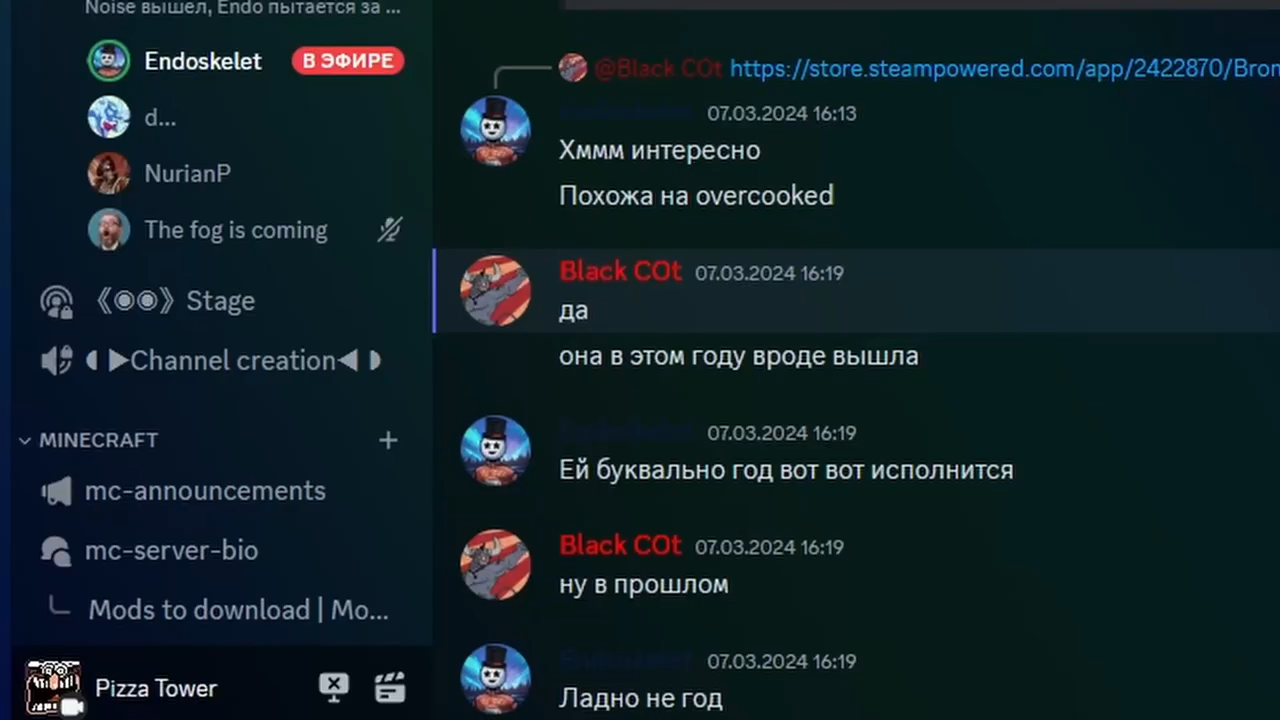 Noise вышел, Endo пытается за ...
Endoskelet В ЭФИРЕ
d...
NurianP
The fog is coming
《◉◉》 Stage
◖▶Channel creation◀◗
MINECRAFT
mc-announcements
mc-server-bio
Mods to download | Mo...
Pizza Tower
@Black COt https://store.steampowered.com/app/2422870/Bron
07.03.2024 16:13
Хммм интересно
Похожа на overcooked
Black COt 07.03.2024 16:19
да
она в этом году вроде вышла
07.03.2024 16:19
Ей буквально год вот вот исполнится
Black COt 07.03.2024 16:19
ну в прошлом
Endoskelet 07.03.2024 16:19
Ладно не год